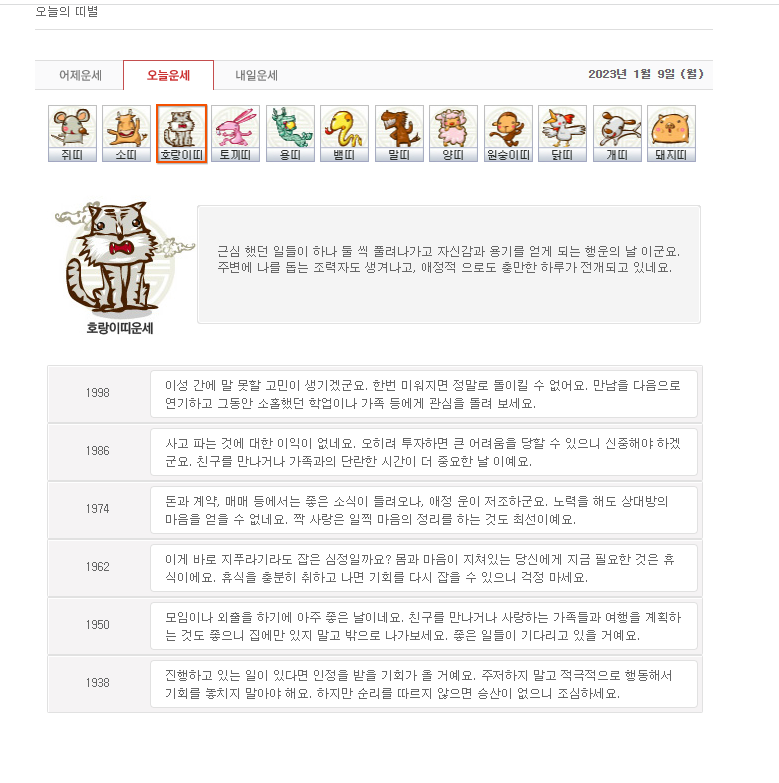 오늘의 띠별
어제운세 오늘운세 내일운세 2023년 1월 9일 (월)
쥐띠 소띠 호랑이띠 토끼띠 용띠 뱀띠 말띠 양띠 원숭이띠 닭띠 개띠 돼지띠
근심 했던 일들이 하나 둘 씩 풀려나가고 자신감과 용기를 얻게 되는 행운의 날 이군요.
주변에 나를 돕는 조력자도 생겨나고, 애정적 으로도 충만한 하루가 전개되고 있네요.
호랑이띠운세
1998
이성 간에 말 못할 고민이 생기겠군요. 한번 미워지면 정말로 돌이킬 수 없어요. 만남을 다음으로
연기하고 그동안 소홀했던 학업이나 가족 등에게 관심을 돌려 보세요.
1986
사고 파는 것에 대한 이익이 없네요. 오히려 투자하면 큰 어려움을 당할 수 있으니 신중해야 하겠
군요. 친구를 만나거나 가족과의 단란한 시간이 더 중요한 날 이예요.
1974
돈과 계약, 매매 등에서는 좋은 소식이 들려오나, 애정 운이 저조하군요. 노력을 해도 상대방의
마음을 얻을 수 없네요. 짝 사랑은 일찍 마음의 정리를 하는 것도 최선이예요.
1962
이게 바로 지푸라기라도 잡은 심정일까요? 몸과 마음이 지쳐있는 당신에게 지금 필요한 것은 휴
식이에요. 휴식을 충분히 취하고 나면 기회를 다시 잡을 수 있으니 걱정 마세요.
1950
모임이나 외출을 하기에 아주 좋은 날이네요. 친구를 만나거나 사랑하는 가족들과 여행을 계획하
는 것도 좋으니 집에만 있지 말고 밖으로 나가보세요. 좋은 일들이 기다리고 있을 거예요.
1938
진행하고 있는 일이 있다면 인정을 받을 기회가 올 거예요. 주저하지 말고 적극적으로 행동해서
기회를 놓치지 말아야 해요. 하지만 순리를 따르지 않으면 승산이 없으니 조심하세요.